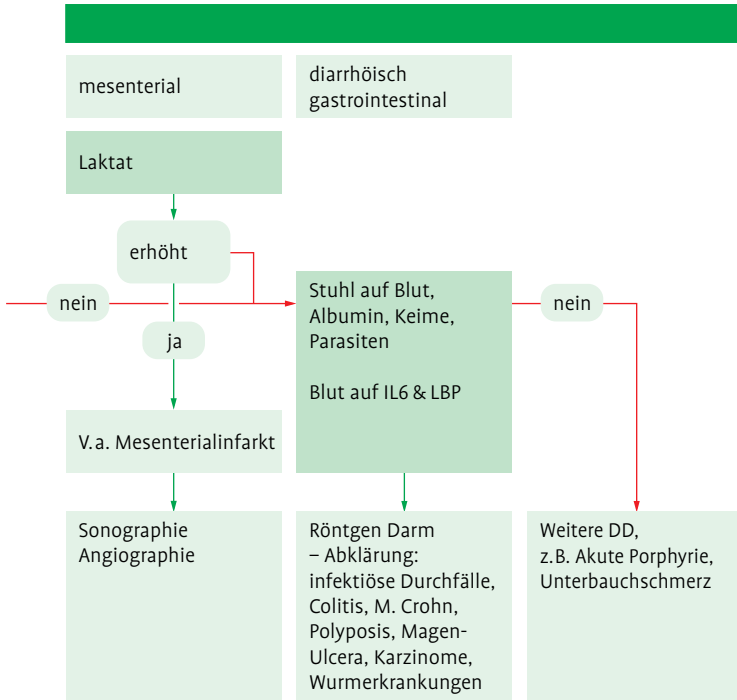 mesenterial
diarrhöisch
gastrointestinal
Laktat
erhöht
nein
ja
V.a. Mesenterialinfarkt
Sonographie
Angiographie
Stuhl auf Blut,
Albumin, Keime,
Parasiten
Blut auf IL6 & LBP
nein
Röntgen Darm
– Abklärung:
infektiöse Durchfälle,
Colitis, M. Crohn,
Polyposis, Magen-
Ulcera, Karzinome,
Wurmerkrankungen
Weitere DD,
z.B. Akute Porphyrie,
Unterbauchschmerz